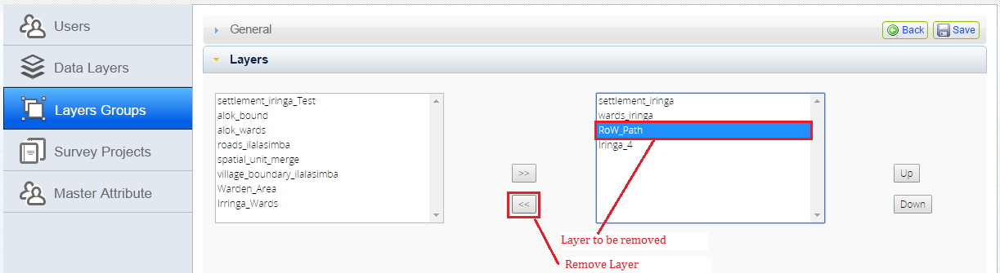 Users
Data Layers
Layers Groups
Survey Projects
Master Attribute
General
Back
Save
Layers
settlement_iringa_Test
alok_bound
alok_wards
roads_ilalasimba
spatial_unit_merge
village_boundary_ilalasimba
Warden_Area
Irringa_Wards
>>
<<
settlement_iringa
wards_iringa
RoW_Path
Iringa_4
Up
Down
Layer to be removed
Remove Layer